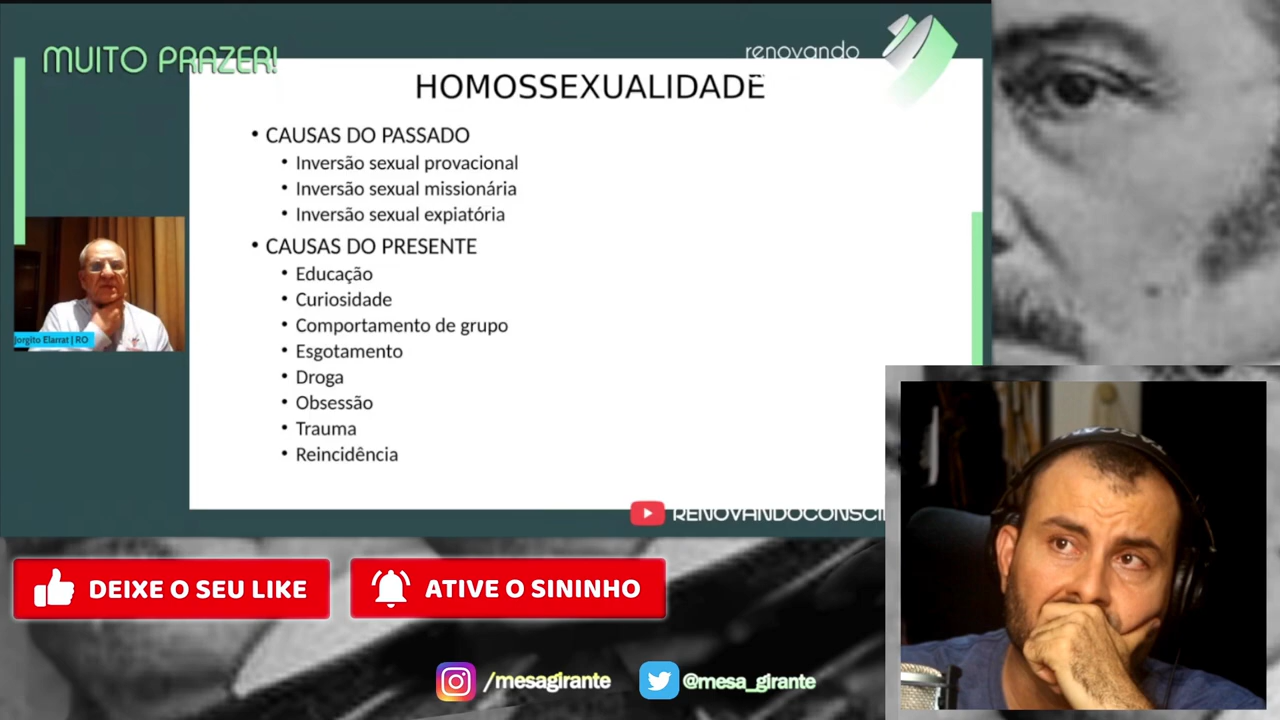 MUITO PRAZER!
renovando
HOMOSSEXUALIDADE
• CAUSAS DO PASSADO
• Inversão sexual provacional
• Inversão sexual missionária
• Inversão sexual expiatória
• CAUSAS DO PRESENTE
• Educação
• Curiosidade
• Comportamento de grupo
• Esgotamento
• Droga
• Obsessão
• Trauma
• Reincidência
Jorgito Elarrat | RO
RENOVANDOCONSCI
DEIXE O SEU LIKE
ATIVE O SININHO
/mesagirante
@mesa_girante